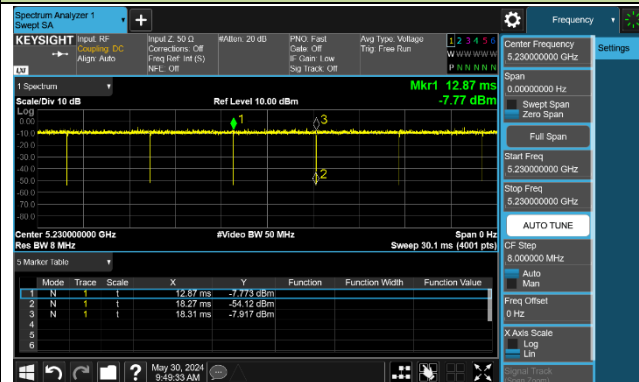 Spectrum Analyzer 1
Swept SA
+
Frequency
KEYSIGHT
Input: RF
Coupling: DC
Align: Auto
Input Z: 50 Ω
Corrections: Off
Freq Ref: Int (S)
NFE: Off
#Atten: 20 dB
PNO: Fast
Gate: Off
IF Gain: Low
Sig Track: Off
Avg Type: Voltage
Trig: Free Run
1 2 3 4 5 6
W W W W W W
P N N N N N
LXI
1 Spectrum
Scale/Div 10 dB
Ref Level 10.00 dBm
Mkr1 12.87 ms
-7.77 dBm
Log
0.00
-10.0
-20.0
-30.0
-40.0
-50.0
-60.0
-70.0
-80.0
1
3
2
Center 5.230000000 GHz
Res BW 8 MHz
#Video BW 50 MHz
Span 0 Hz
Sweep 30.1 ms (4001 pts)
5 Marker Table
Mode Trace Scale X Y Function Function Width Function Value
1 N 1 t 12.87 ms -7.773 dBm
2 N 1 t 18.27 ms -54.12 dBm
3 N 1 t 18.31 ms -7.917 dBm
4
5
6
May 30, 2024
9:49:33 AM
?
Center Frequency
5.230000000 GHz
Settings
Span
0.00000000 Hz
Swept Span
Zero Span
Full Span
Start Freq
5.230000000 GHz
Stop Freq
5.230000000 GHz
AUTO TUNE
CF Step
8.000000 MHz
Auto
Man
Freq Offset
0 Hz
X Axis Scale
Log
Lin
Signal Track
(Span Zoom)